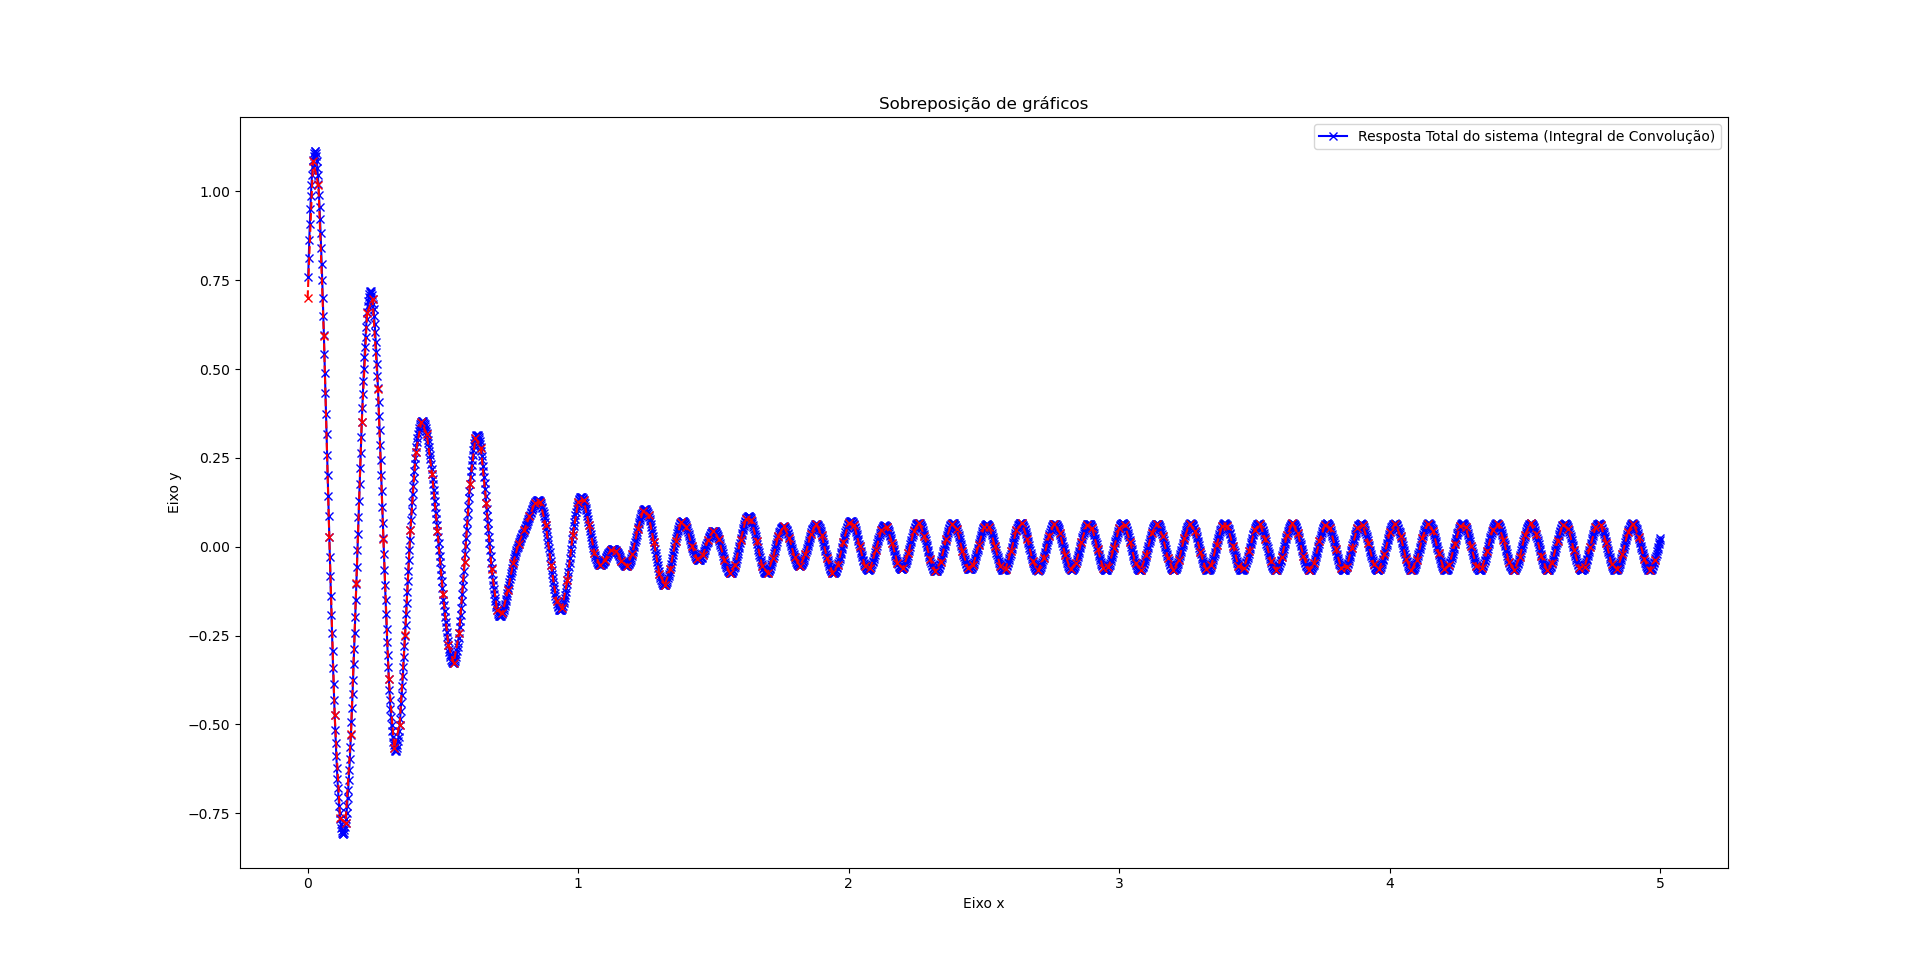 Sobreposição de gráficos
Resposta Total do sistema (Integral de Convolução)
1.00
0.75
0.50
0.25
0.00
−0.25
−0.50
−0.75
Eixo y
0 1 2 3 4 5
Eixo x